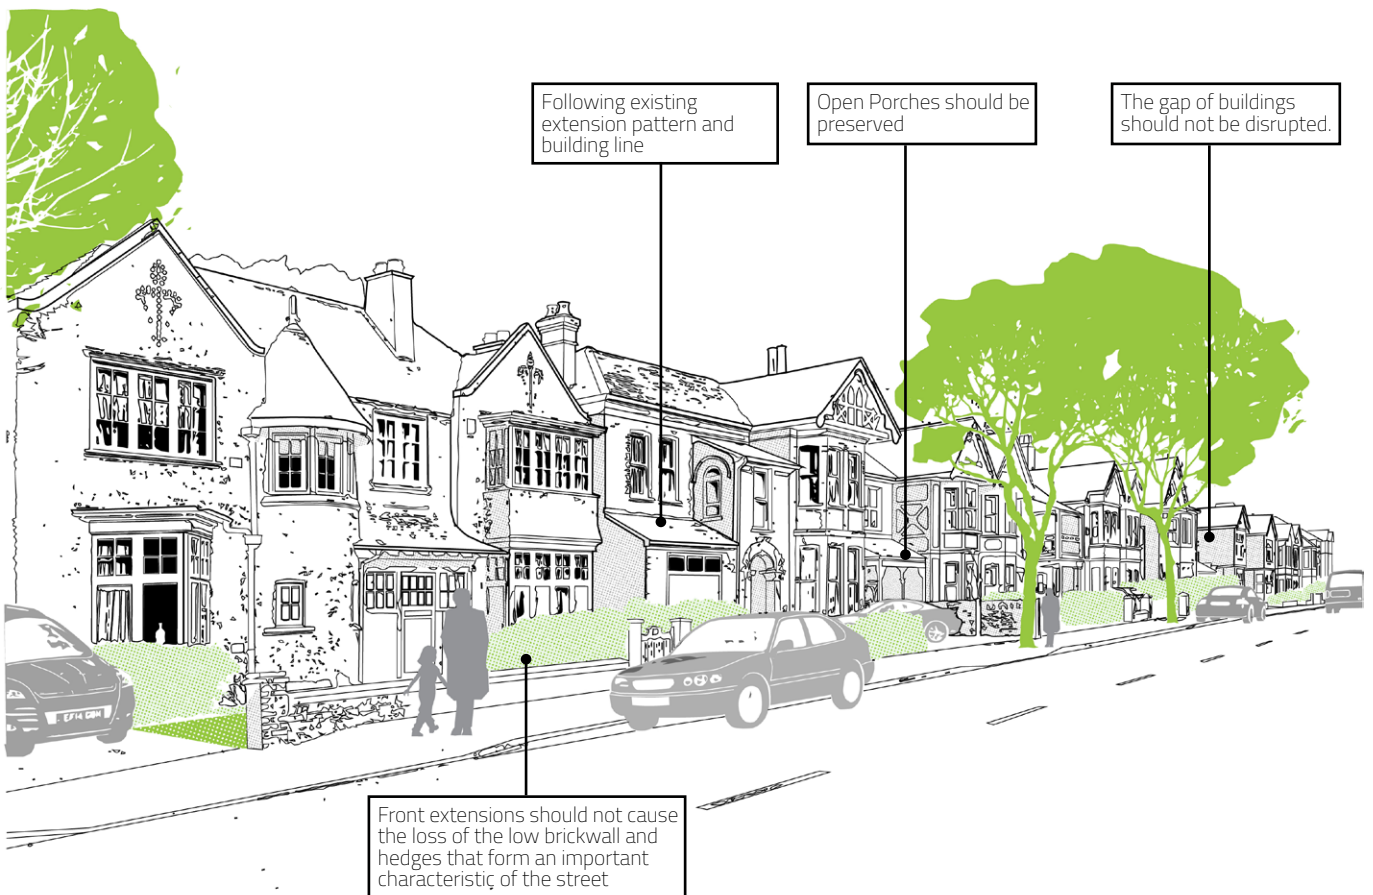 Following existing
extension pattern and
building line
Open Porches should be
preserved
The gap of buildings
should not be disrupted.
Front extensions should not cause
the loss of the low brickwall and
hedges that form an important
characteristic of the street